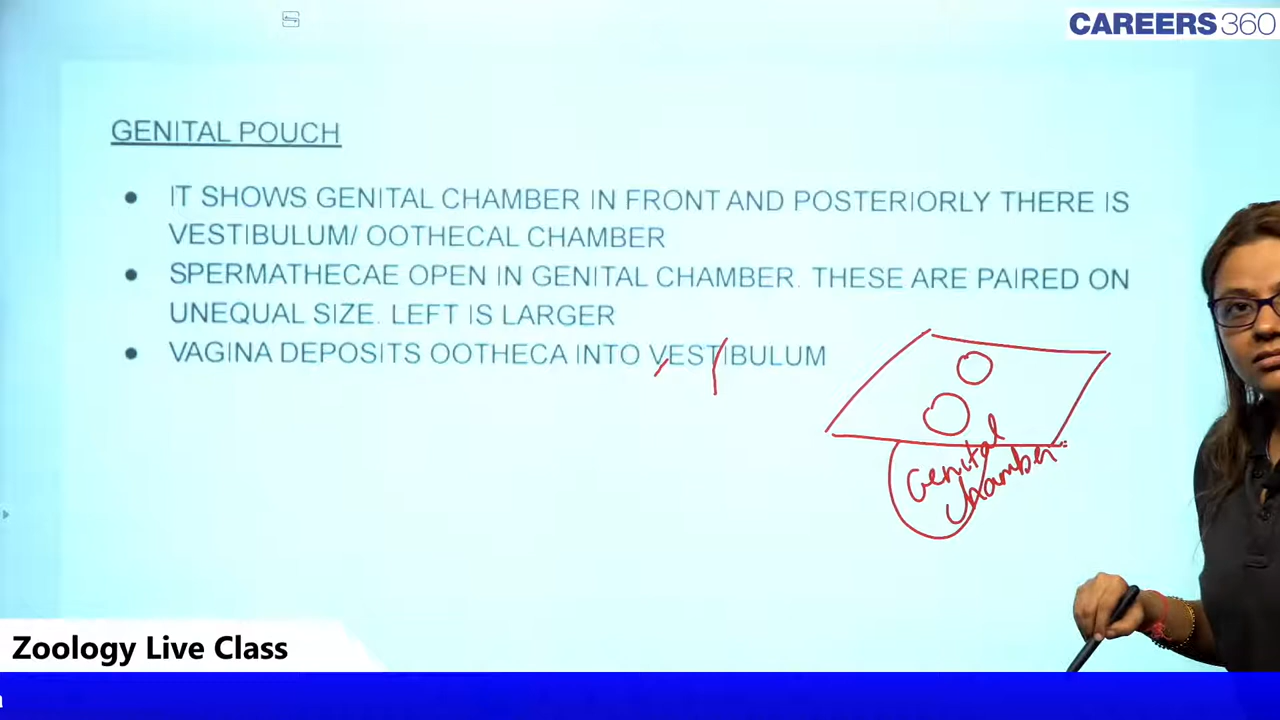 CAREERS360
GENITAL POUCH
● IT SHOWS GENITAL CHAMBER IN FRONT AND POSTERIORLY THERE IS
VESTIBULUM/ OOTHECAL CHAMBER
● SPERMATHECAE OPEN IN GENITAL CHAMBER. THESE ARE PAIRED ON
UNEQUAL SIZE. LEFT IS LARGER
● VAGINA DEPOSITS OOTHECA INTO VESTIBULUM
Genital
chamber
Zoology Live Class